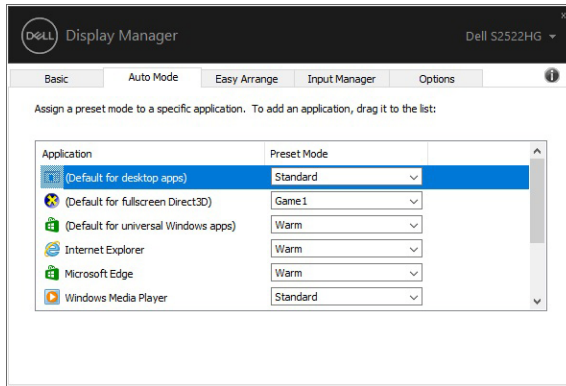 DELL Display Manager
Dell S2522HG
Basic Auto Mode Easy Arrange Input Manager Options
Assign a preset mode to a specific application. To add an application, drag it to the list:
Application Preset Mode
(Default for desktop apps) Standard
(Default for fullscreen Direct3D) Game1
(Default for universal Windows apps) Warm
Internet Explorer Warm
Microsoft Edge Warm
Windows Media Player Standard